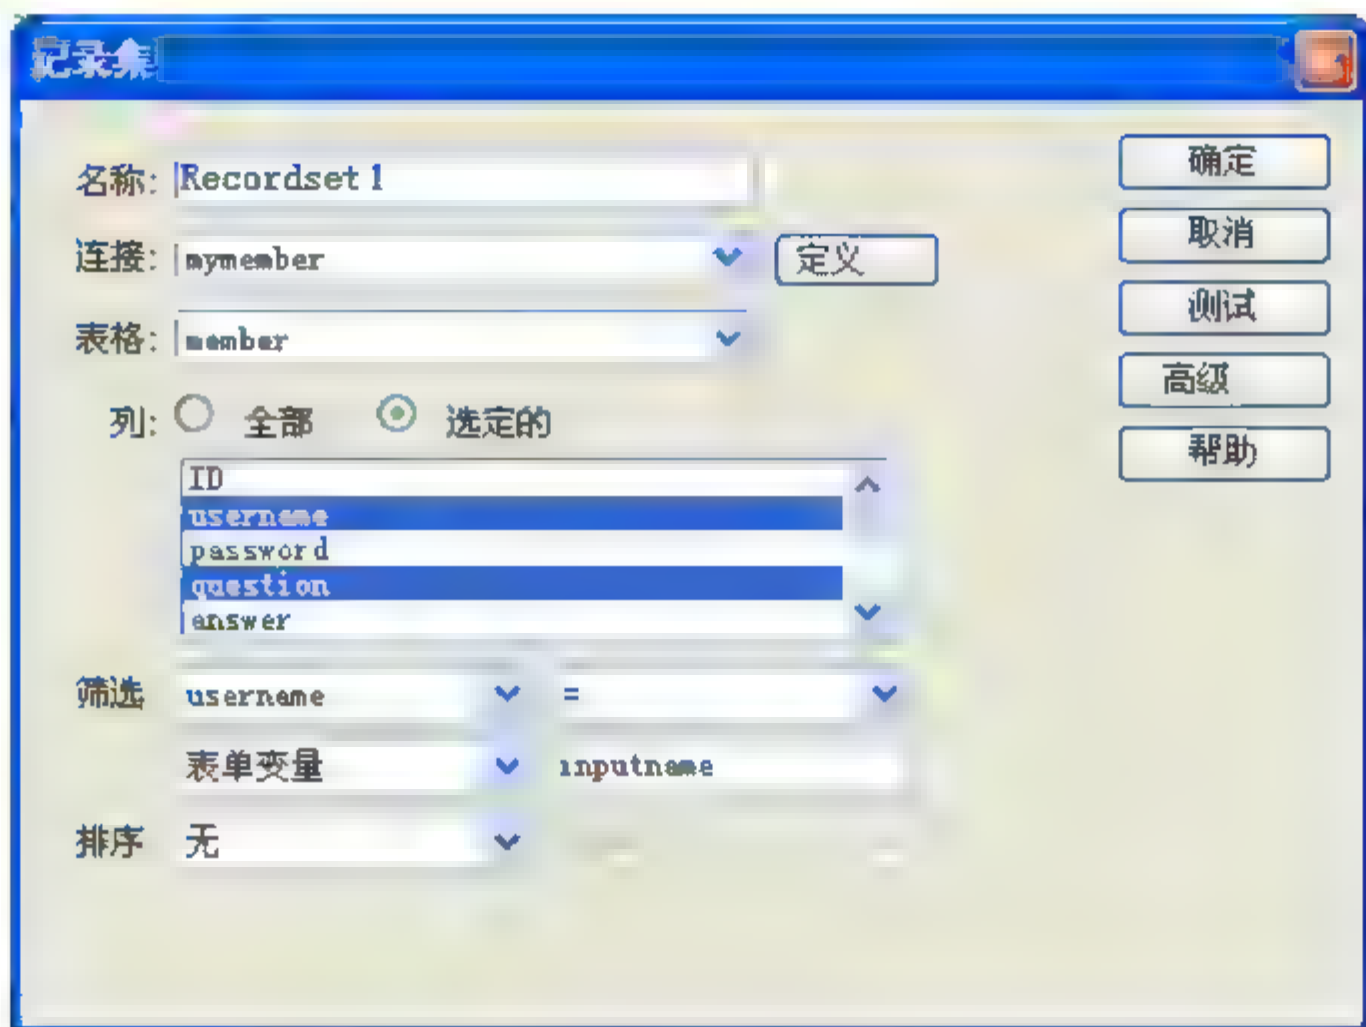 记录集
名称: Recordset1
确定
连接: mymember
定义
取消
表格: member
测试
列: 全部 选定的
高级
ID
帮助
username
password
question
answer
筛选 username =
表单变量 inputname
排序 无